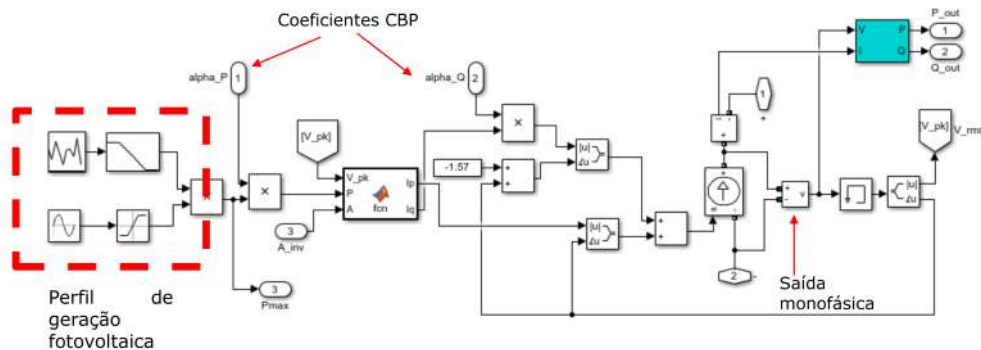 Coeficientes CBP
P_out
V
P
1
I
Q
2
Q_out
alpha_P
1
alpha_Q
2
1
+
[V_pk]
[V_pk]
V_rms
-1.57
V_pk
P
A
fcn
Ip
Iq
|u|
∠u
+
+
+
+
+
+
-
v
|u|
∠u
3
A_inv
|u|
∠u
+
+
2
-
3
Pmax
Perfil de
geração
fotovoltaica
Saída
monofásica